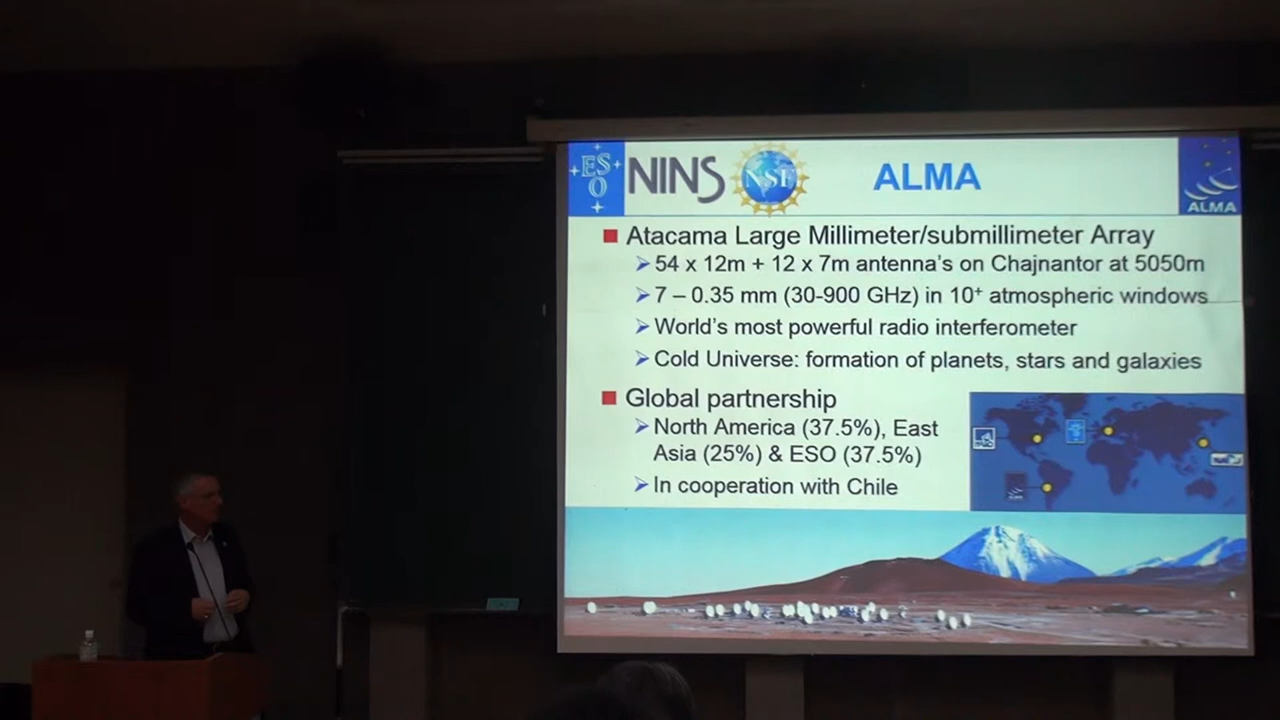 ESO NINS NSF ALMA ALMA
Atacama Large Millimeter/submillimeter Array
54 x 12m + 12 x 7m antenna's on Chajnantor at 5050m
7 – 0.35 mm (30-900 GHz) in 10⁺ atmospheric windows
World's most powerful radio interferometer
Cold Universe: formation of planets, stars and galaxies
Global partnership
North America (37.5%), East
Asia (25%) & ESO (37.5%)
In cooperation with Chile